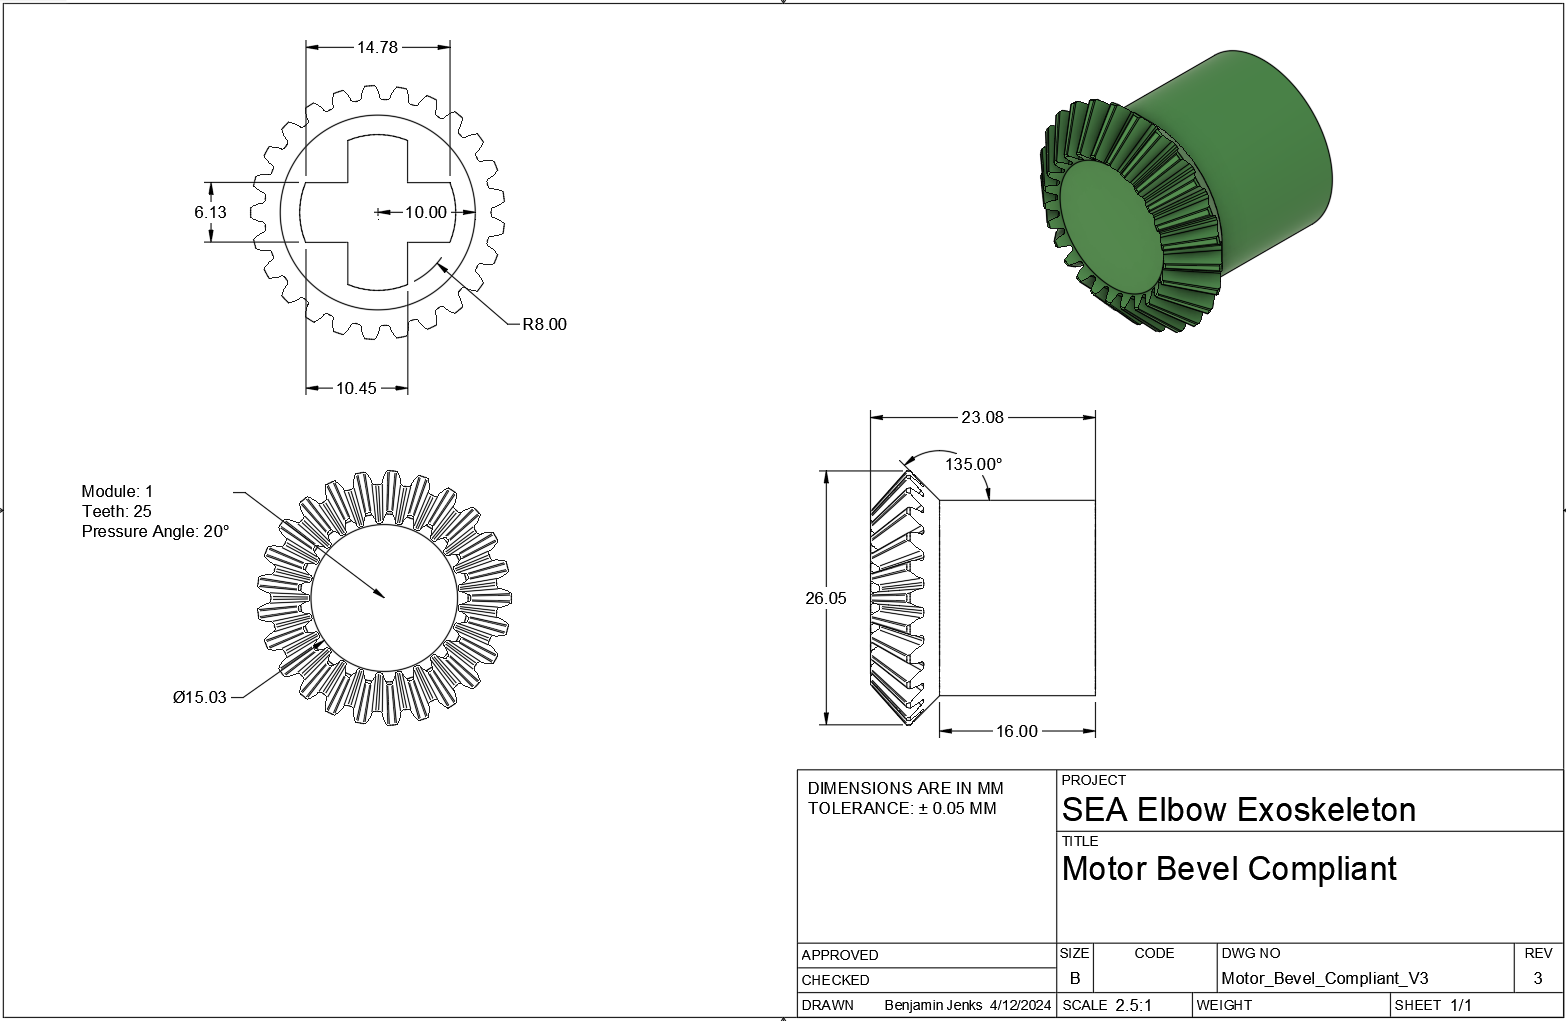 14.78
6.13
10.00
R8.00
10.45
Module: 1
Teeth: 25
Pressure Angle: 20°
Ø15.03
23.08
135.00°
26.05
16.00
DIMENSIONS ARE IN MM
TOLERANCE: ± 0.05 MM
PROJECT
SEA Elbow Exoskeleton
TITLE
Motor Bevel Compliant
APPROVED
CHECKED
DRAWN Benjamin Jenks 4/12/2024
SIZE
B
CODE
DWG NO
Motor_Bevel_Compliant_V3
REV
3
SCALE 2.5:1
WEIGHT
SHEET 1/1